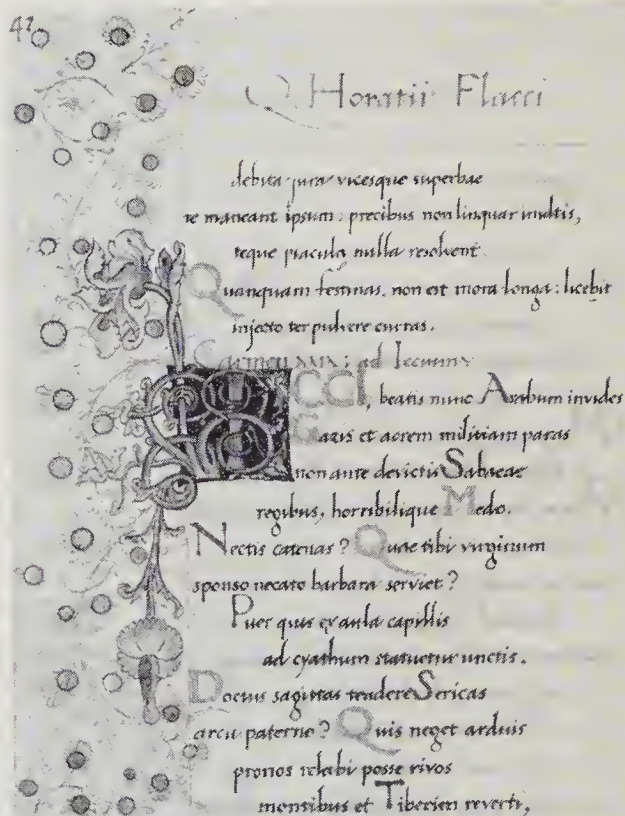 Q Horatii Flacci
debita jura vicesque superbae
te maneant ipsum: precibus non linquar inultis,
teque piacula nulla resolvent.
Quanquam festinas, non est mora longa: licebit
injecto ter pulvere curras.
Carmen XXIX: ad Iccium
ICCI, beatis nunc Arabum invides
Gazis et acrem militiam paras
non ante devictis Sabaeae
regibus, horribilique Medo.
Nectis catenas? Quae tibi virginum
sponso necato barbara serviet?
Puer quis ex aula capillis
ad cyathum statuetur unctis.
Doctus sagittas tendere Sericas
arcu paterno? Quis neget arduis
pronos relabi posse rivos
montibus et Tiberim reverti,